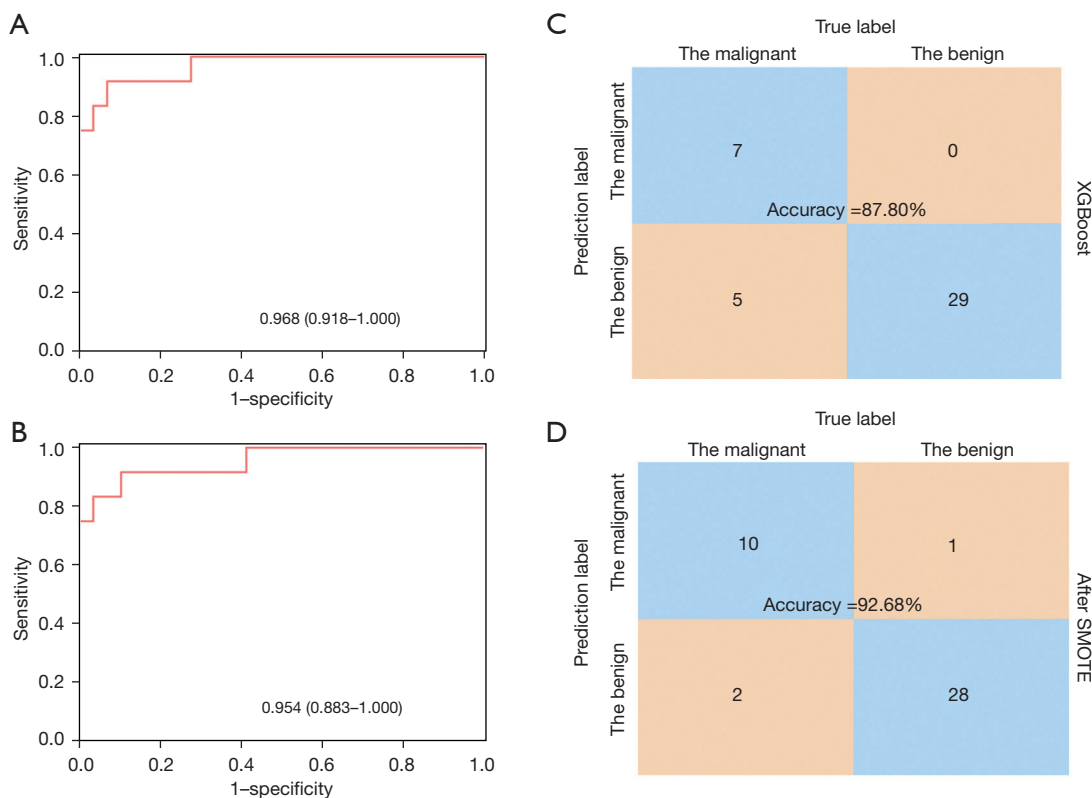 A
1.0
0.8
0.6
0.4
0.2
0.0
Sensitivity
0.968 (0.918–1.000)
0.0 0.2 0.4 0.6 0.8 1.0
1–specificity
B
1.0
0.8
0.6
0.4
0.2
0.0
Sensitivity
0.954 (0.883–1.000)
0.0 0.2 0.4 0.6 0.8 1.0
1–specificity
C
True label
The malignant The benign
Prediction label
The malignant
The benign
7 0
Accuracy =87.80%
5 29
XGBoost
D
True label
The malignant The benign
Prediction label
The malignant
The benign
10 1
Accuracy =92.68%
2 28
After SMOTE